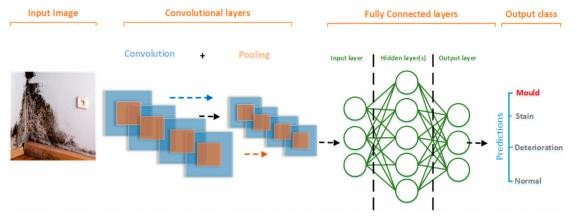 Input Image
Convolutional layers
Fully Connected layers
Output class
Convolution
+
Pooling
Input layer
Hidden layer(s)
Output layer
Predictions
Mould
Stain
Deterioration
Normal